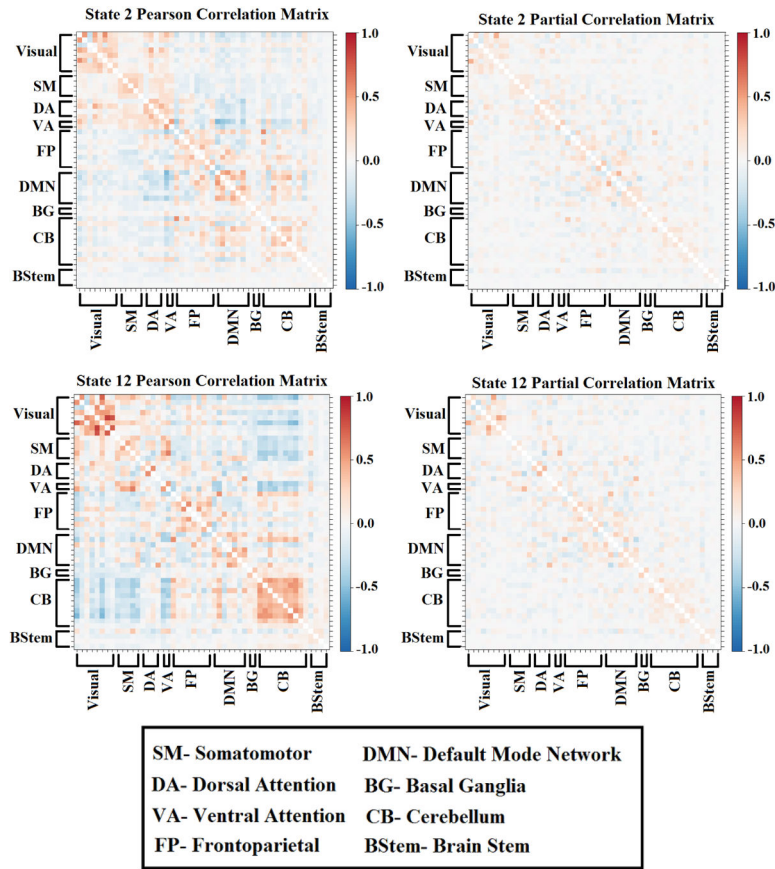 State 2 Pearson Correlation Matrix
Visual
SM
DA
VA
FP
DMN
BG
CB
BStem
Visual
SM
DA
VA
FP
DMN
BG
CB
BStem
1.0
0.5
0.0
-0.5
-1.0
State 2 Partial Correlation Matrix
Visual
SM
DA
VA
FP
DMN
BG
CB
BStem
Visual
SM
DA
VA
FP
DMN
BG
CB
BStem
1.0
0.5
0.0
-0.5
-1.0
State 12 Pearson Correlation Matrix
Visual
SM
DA
VA
FP
DMN
BG
CB
BStem
Visual
SM
DA
VA
FP
DMN
BG
CB
BStem
1.0
0.5
0.0
-0.5
-1.0
State 12 Partial Correlation Matrix
Visual
SM
DA
VA
FP
DMN
BG
CB
BStem
Visual
SM
DA
VA
FP
DMN
BG
CB
BStem
1.0
0.5
0.0
-0.5
-1.0
SM- Somatomotor DMN- Default Mode Network
DA- Dorsal Attention BG- Basal Ganglia
VA- Ventral Attention CB- Cerebellum
FP- Frontoparietal BStem- Brain Stem